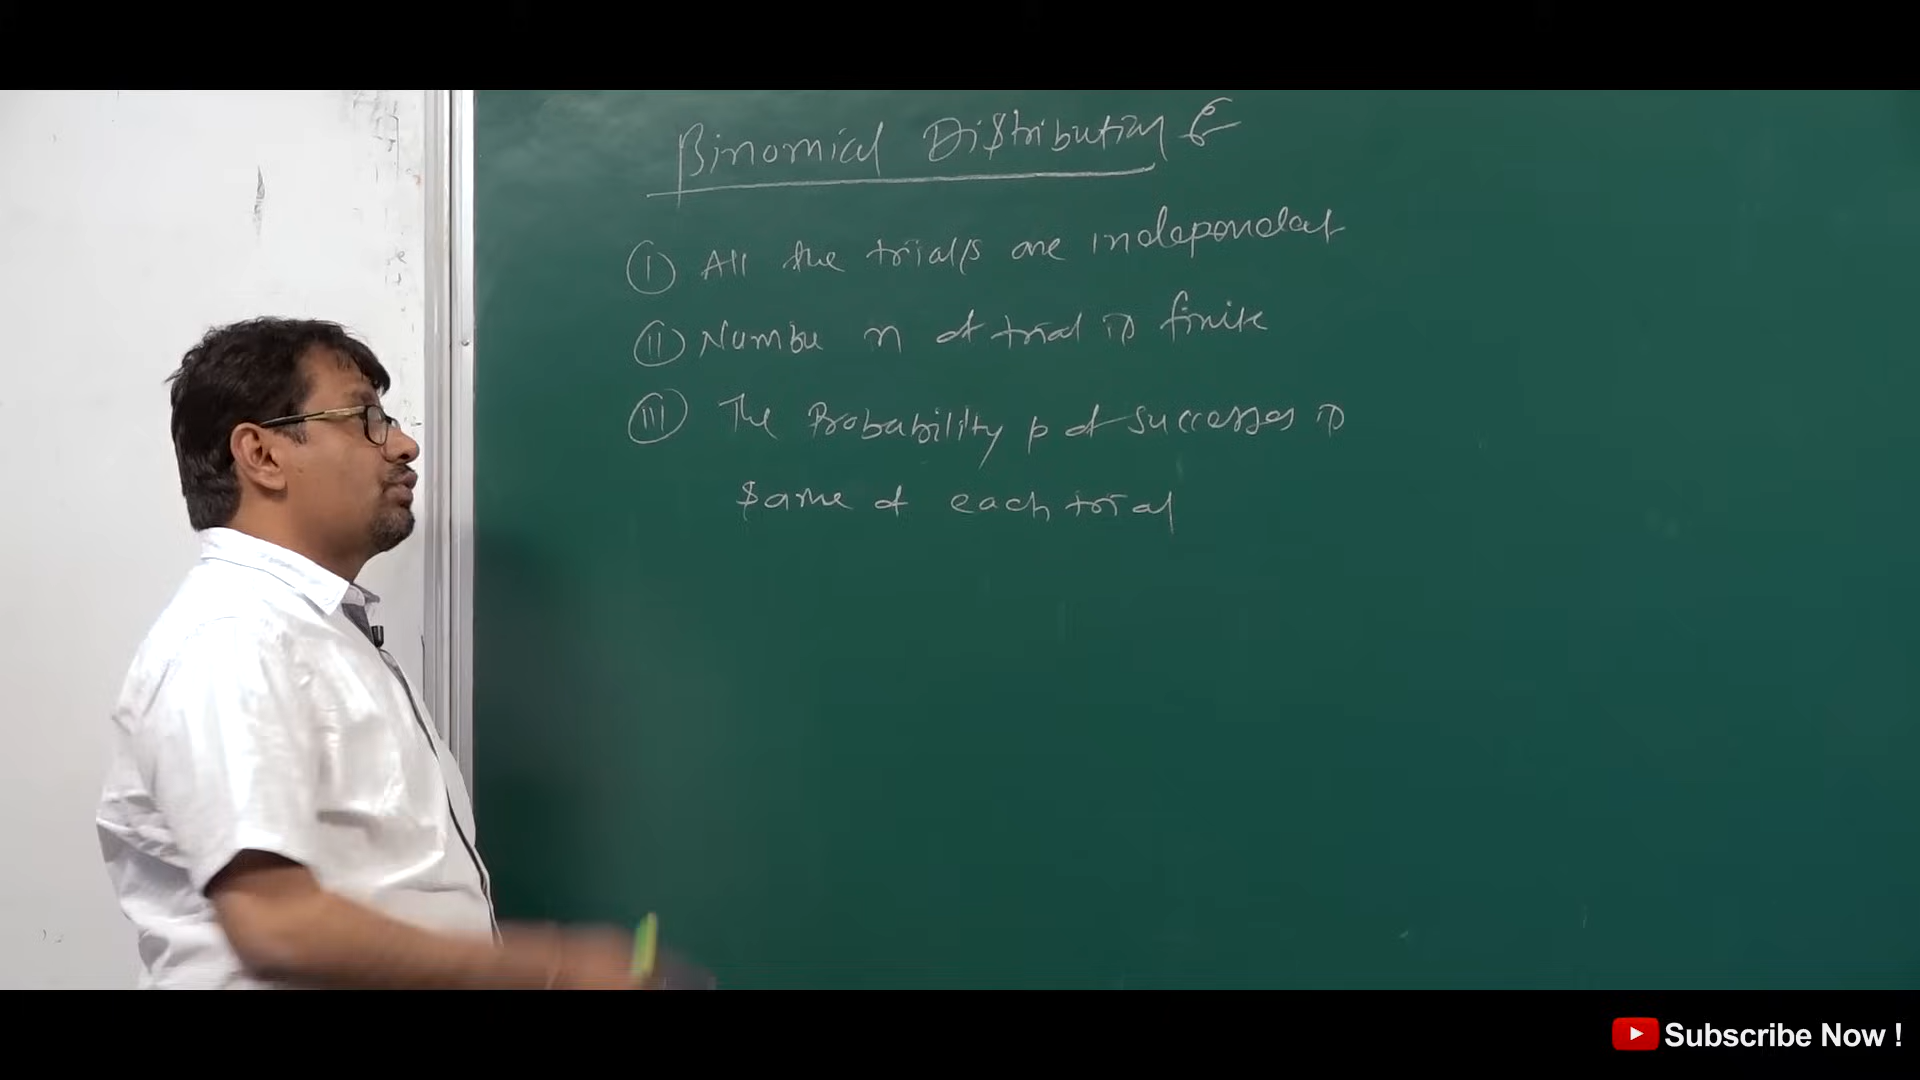 Binomial Distribution :-
(I) All the trials are independent
(II) Number n of trial is finite
(III) The Probability p of successes is
same of each trial
Subscribe Now !